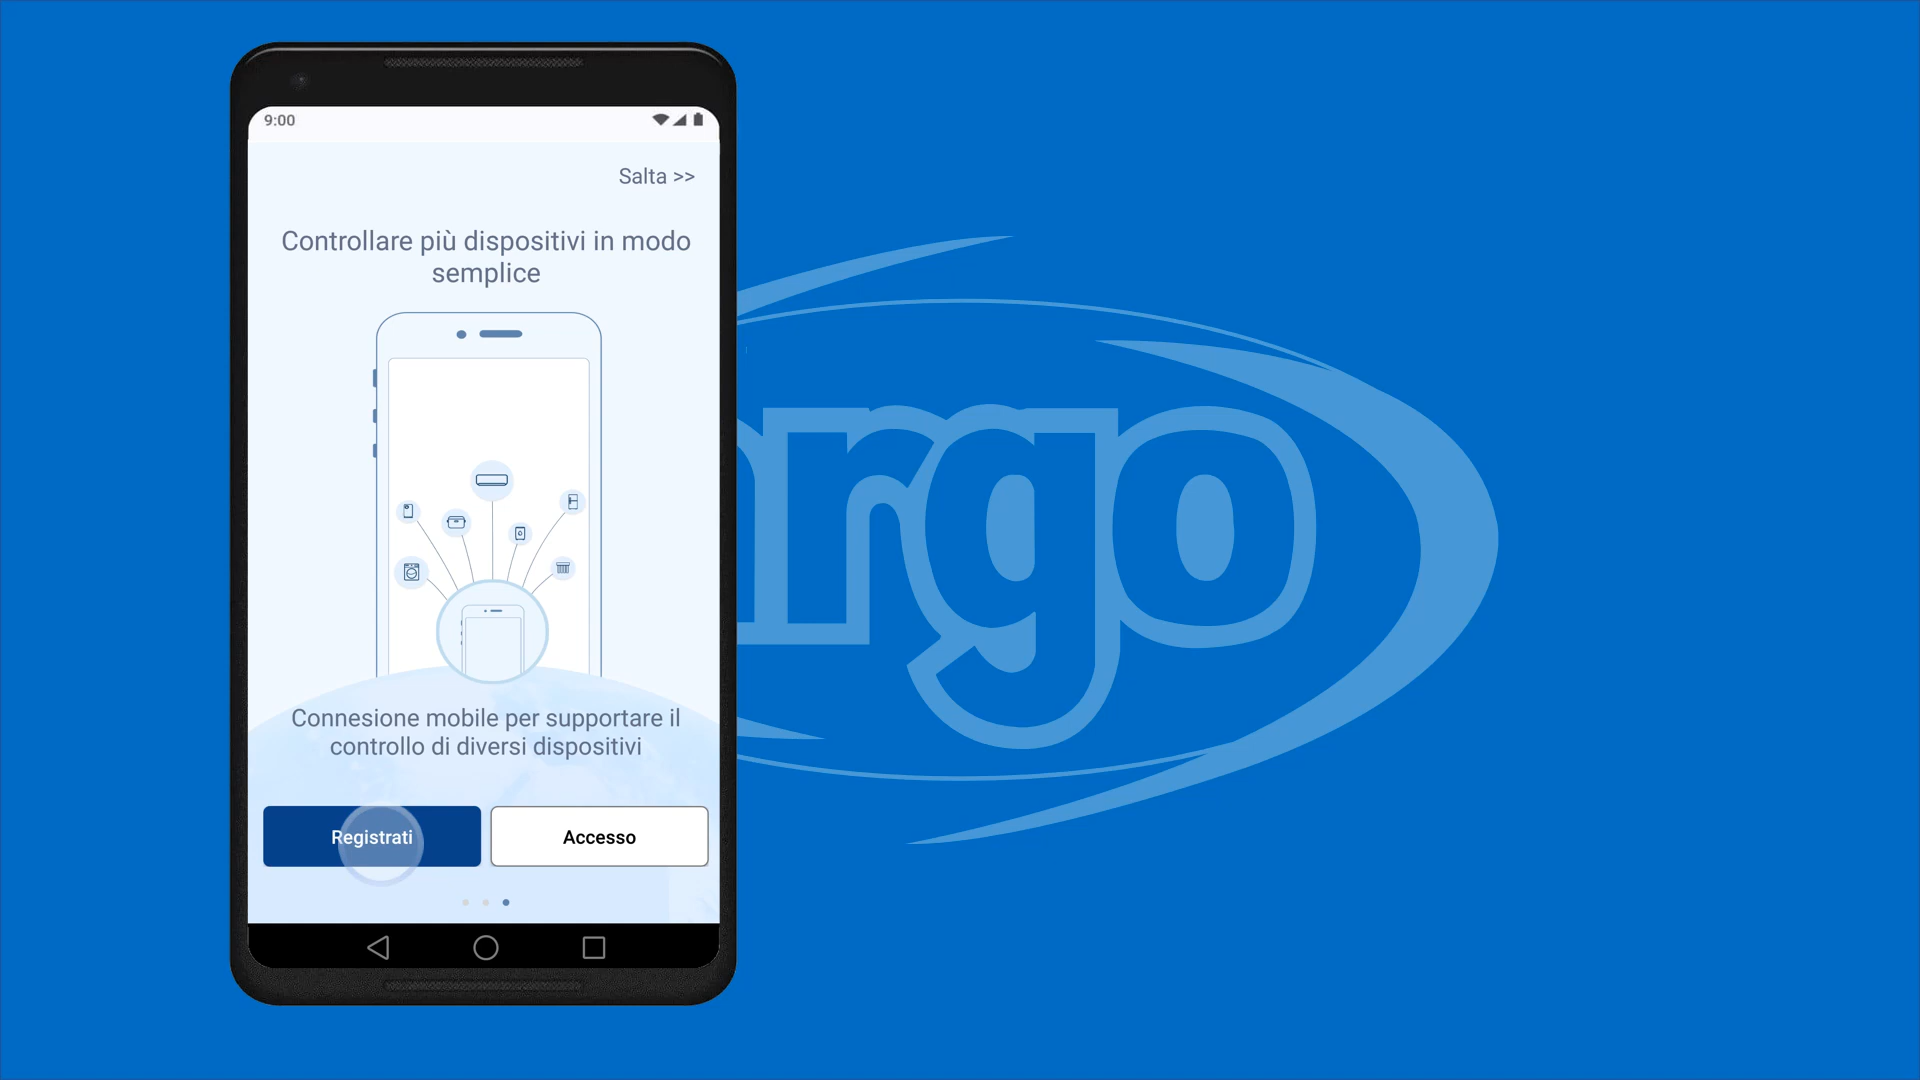 9:00
Salta >>
Controllare più dispositivi in modo
semplice
Connesione mobile per supportare il
controllo di diversi dispositivi
Registrati
Accesso
argo